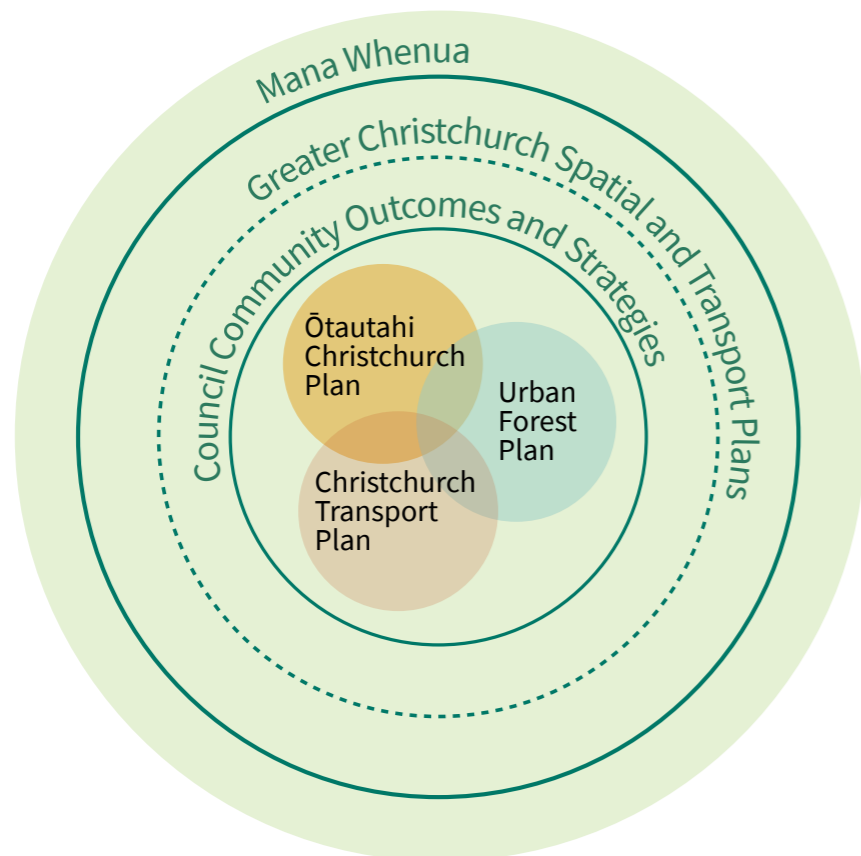 Mana Whenua
Greater Christchurch Spatial and Transport Plans
Council Community Outcomes and Strategies
Ōtautahi
Christchurch
Plan
Urban
Forest
Plan
Christchurch
Transport
Plan